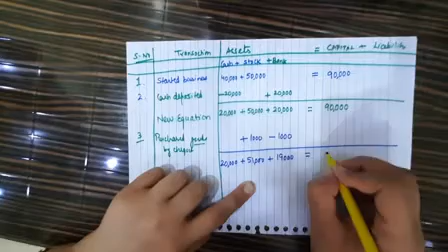 S.No Transaction Assets = CAPITAL + Liability
Cash + Stock + Bank
1 Started business 40,000 + 50,000 = 90,000
2. Cash deposited -20,000 + 20,000
New Equation 20,000 + 50,000 + 20,000 = 90,000
3 Purchased goods + 1000 - 1000
by cheque
20,000 + 51,000 + 19,000 =